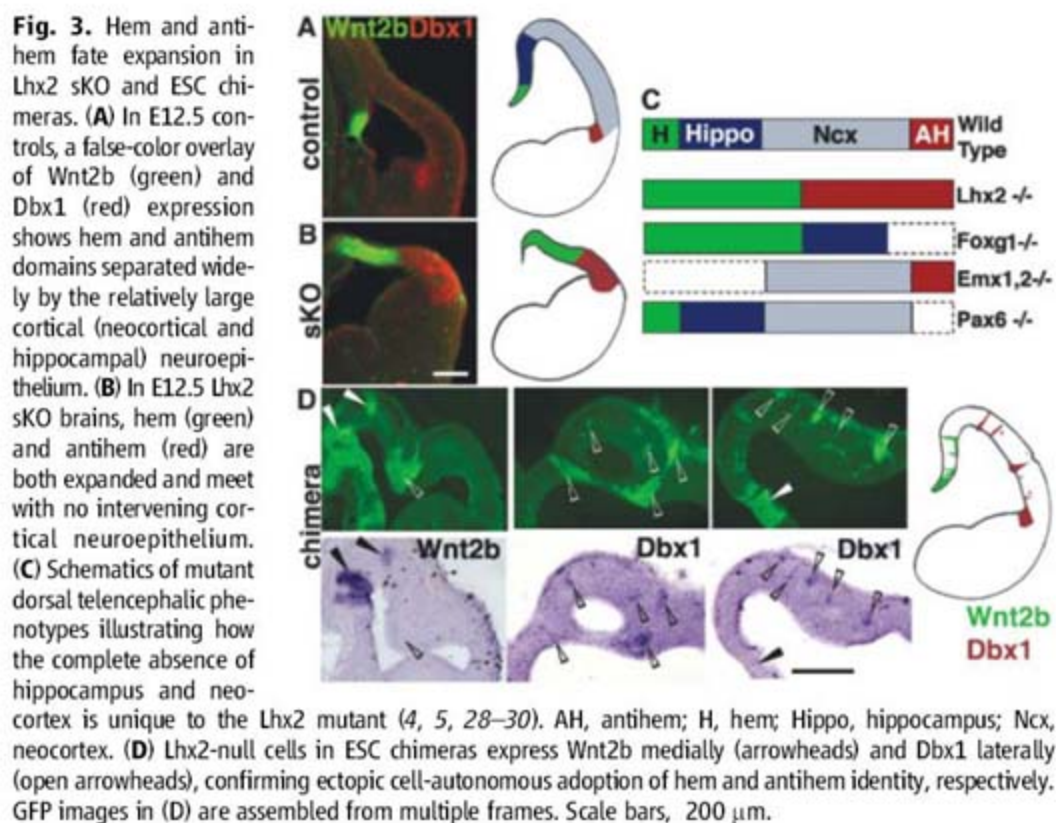 Fig. 3. Hem and anti-
hem fate expansion in
Lhx2 sKO and ESC chi-
meras. (A) In E12.5 con-
trols, a false-color overlay
of Wnt2b (green) and
Dbx1 (red) expression
shows hem and antihem
domains separated wide-
ly by the relatively large
cortical (neocortical and
hippocampal) neuroepi-
thelium. (B) In E12.5 Lhx2
sKO brains, hem (green)
and antihem (red) are
both expanded and meet
with no intervening cor-
tical neuroepithelium.
(C) Schematics of mutant
dorsal telencephalic phe-
notypes illustrating how
the complete absence of
hippocampus and neo-
cortex is unique to the Lhx2 mutant (4, 5, 28–30). AH, antihem; H, hem; Hippo, hippocampus; Ncx,
neocortex. (D) Lhx2-null cells in ESC chimeras express Wnt2b medially (arrowheads) and Dbx1 laterally
(open arrowheads), confirming ectopic cell-autonomous adoption of hem and antihem identity, respectively.
GFP images in (D) are assembled from multiple frames. Scale bars, 200 μm.
A
Wnt2bDbx1
control
B
sKO
C
H Hippo Ncx AH Wild
Type
Lhx2 -/-
Foxg1-/-
Emx1,2-/-
Pax6 -/-
D
chimera
Wnt2b
Dbx1
Dbx1
Wnt2b
Dbx1